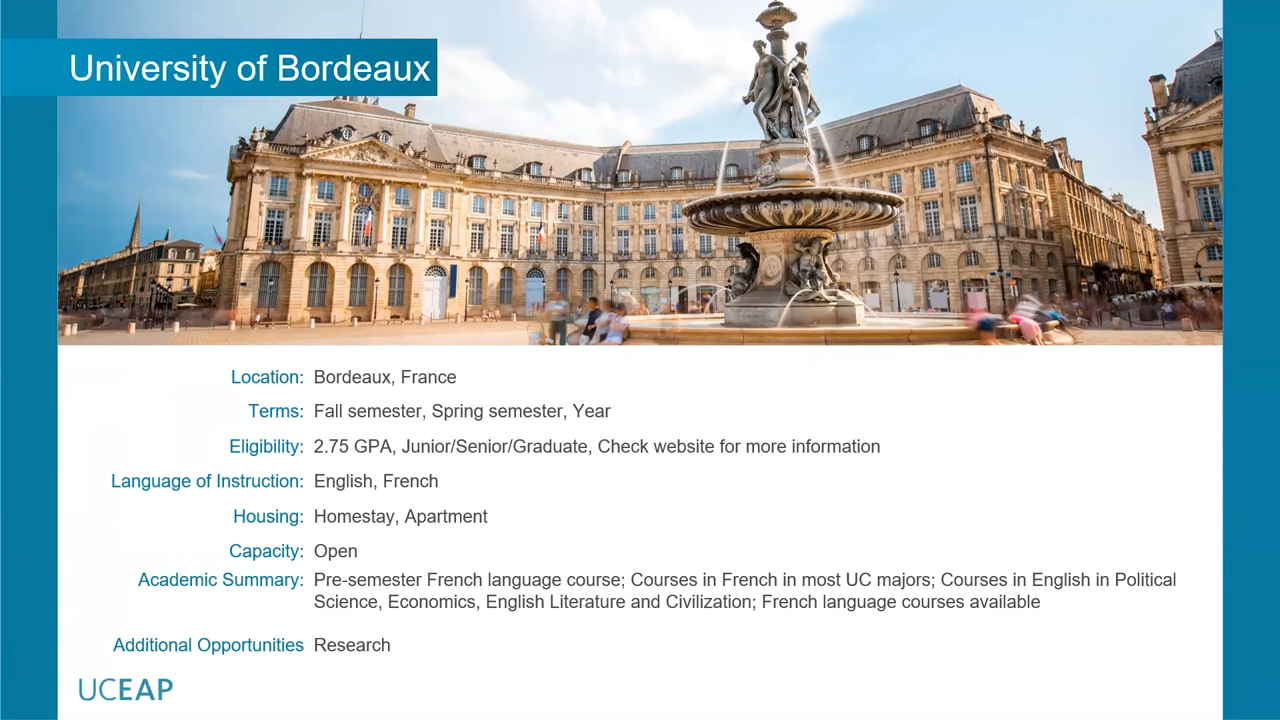 University of Bordeaux
Location: Bordeaux, France
Terms: Fall semester, Spring semester, Year
Eligibility: 2.75 GPA, Junior/Senior/Graduate, Check website for more information
Language of Instruction: English, French
Housing: Homestay, Apartment
Capacity: Open
Academic Summary: Pre-semester French language course; Courses in French in most UC majors; Courses in English in Political
Science, Economics, English Literature and Civilization; French language courses available
Additional Opportunities Research
UCEAP